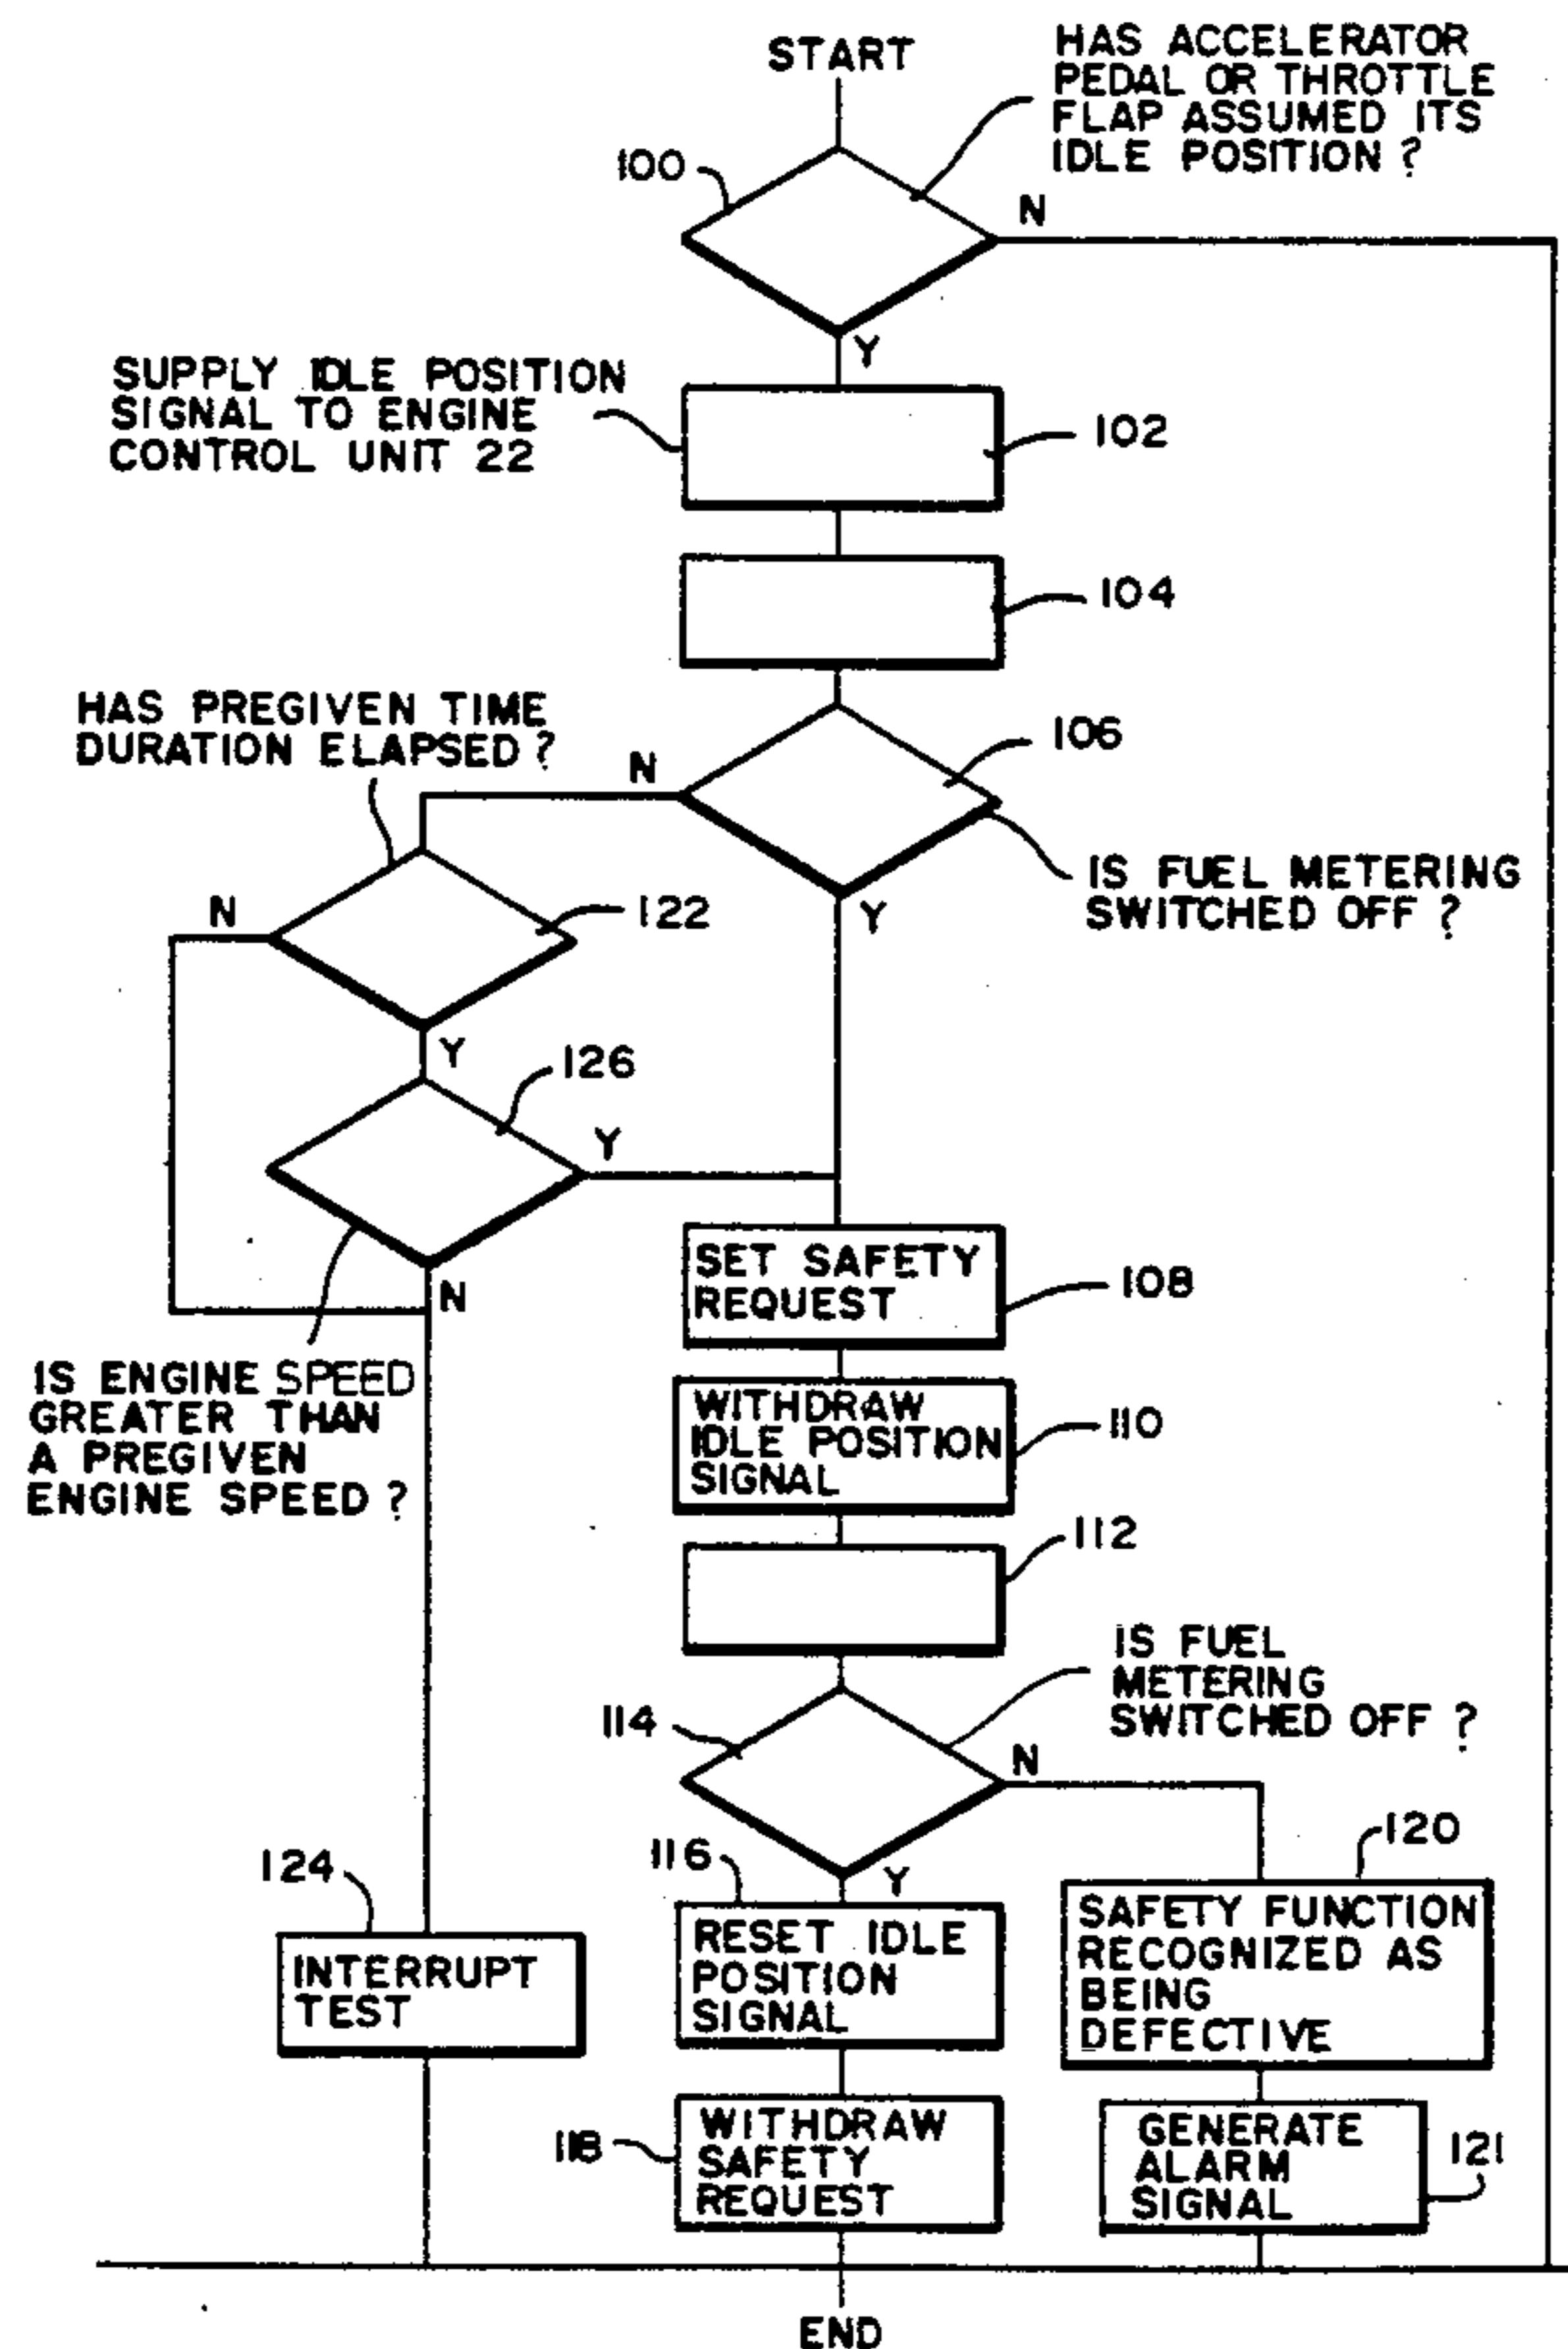 START
HAS ACCELERATOR
PEDAL OR THROTTLE
FLAP ASSUMED ITS
IDLE POSITION ?
100
N
Y
SUPPLY IDLE POSITION
SIGNAL TO ENGINE
CONTROL UNIT 22
102
104
HAS PREGIVEN TIME
DURATION ELAPSED ?
N
106
IS FUEL METERING
SWITCHED OFF ?
N
122
Y
Y
126
Y
N
IS ENGINE SPEED
GREATER THAN
A PREGIVEN
ENGINE SPEED ?
SET SAFETY
REQUEST
108
WITHDRAW
IDLE POSITION
SIGNAL
110
112
IS FUEL
METERING
SWITCHED OFF ?
114
N
Y
124
INTERRUPT
TEST
116
RESET IDLE
POSITION
SIGNAL
120
SAFETY FUNCTION
RECOGNIZED AS
BEING
DEFECTIVE
118
WITHDRAW
SAFETY
REQUEST
GENERATE
ALARM
SIGNAL
121
END